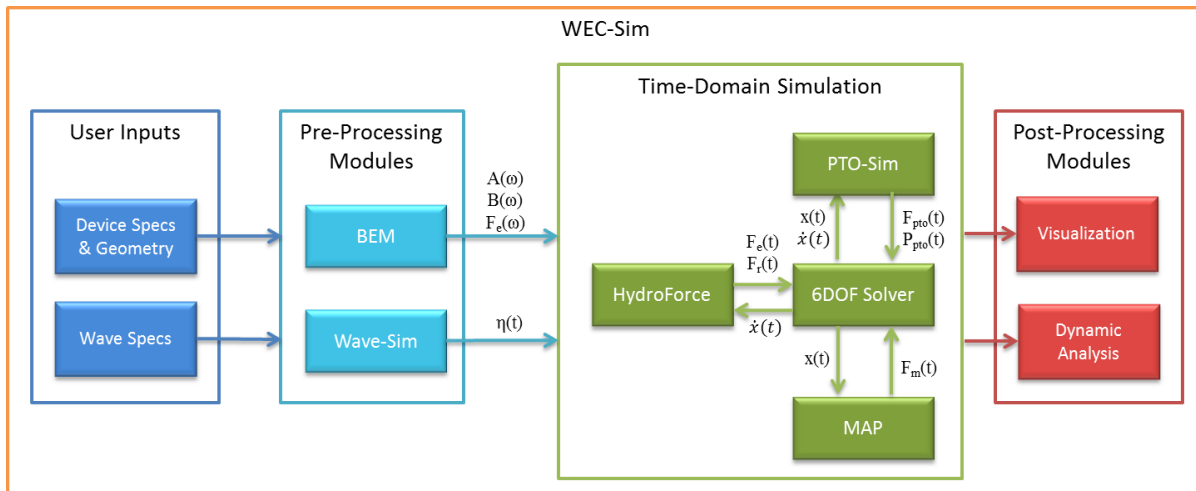 WEC-Sim
User Inputs
Device Specs
& Geometry
Wave Specs
Pre-Processing
Modules
BEM
Wave-Sim
A(ω)
B(ω)
Fₑ(ω)
η(t)
Time-Domain Simulation
PTO-Sim
x(t)
ẋ(t)
Fₚₜₒ(t)
Pₚₜₒ(t)
Fₑ(t)
Fᵣ(t)
HydroForce
6DOF Solver
ẋ(t)
x(t)
Fₘ(t)
MAP
Post-Processing
Modules
Visualization
Dynamic
Analysis